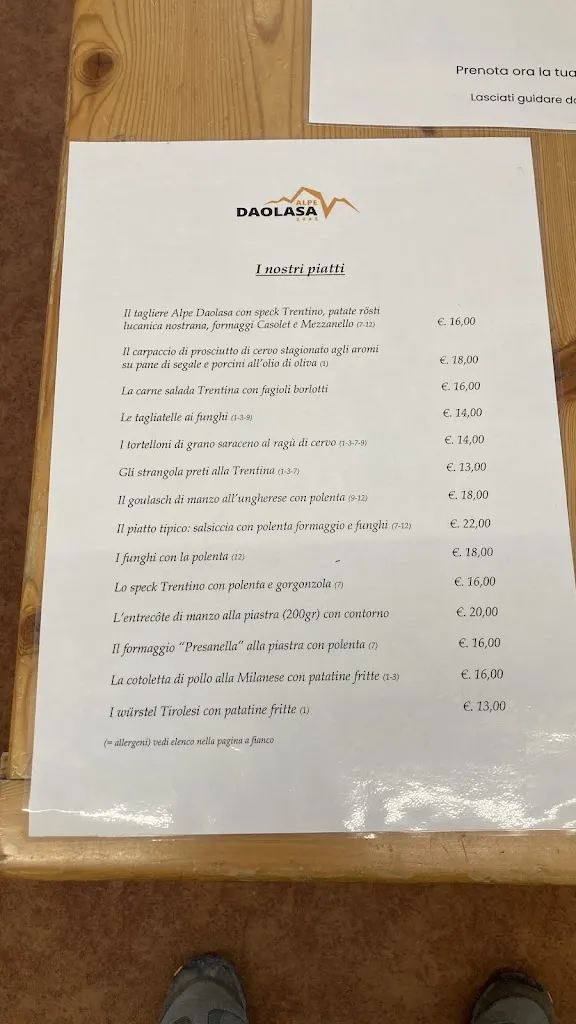 Prenota ora la tua
Lasciati guidare da
ALPE
DAOLASA
I nostri piatti
Il tagliere Alpe Daolasa con speck Trentino, patate rösti
lucanica nostrana, formaggi Casolet e Mezzanello (7-12) €. 16,00
Il carpaccio di prosciutto di cervo stagionato agli aromi
su pane di segale e porcini all'olio di oliva (1) €. 18,00
La carne salada Trentina con fagioli borlotti €. 16,00
Le tagliatelle ai funghi (1-3-9) €. 14,00
I tortelloni di grano saraceno al ragù di cervo (1-3-7-9) €. 14,00
Gli strangola preti alla Trentina (1-3-7) €. 13,00
Il goulasch di manzo all'ungherese con polenta (9-12) €. 18,00
Il piatto tipico: salsiccia con polenta formaggio e funghi (7-12) €. 22,00
I funghi con la polenta (12) €. 18,00
Lo speck Trentino con polenta e gorgonzola (7) €. 16,00
L'entrecôte di manzo alla piastra (200gr) con contorno €. 20,00
Il formaggio "Presanella" alla piastra con polenta (7) €. 16,00
La cotoletta di pollo alla Milanese con patatine fritte (1-3) €. 16,00
I würstel Tirolesi con patatine fritte (1) €. 13,00
(= allergeni) vedi elenco nella pagina a fianco